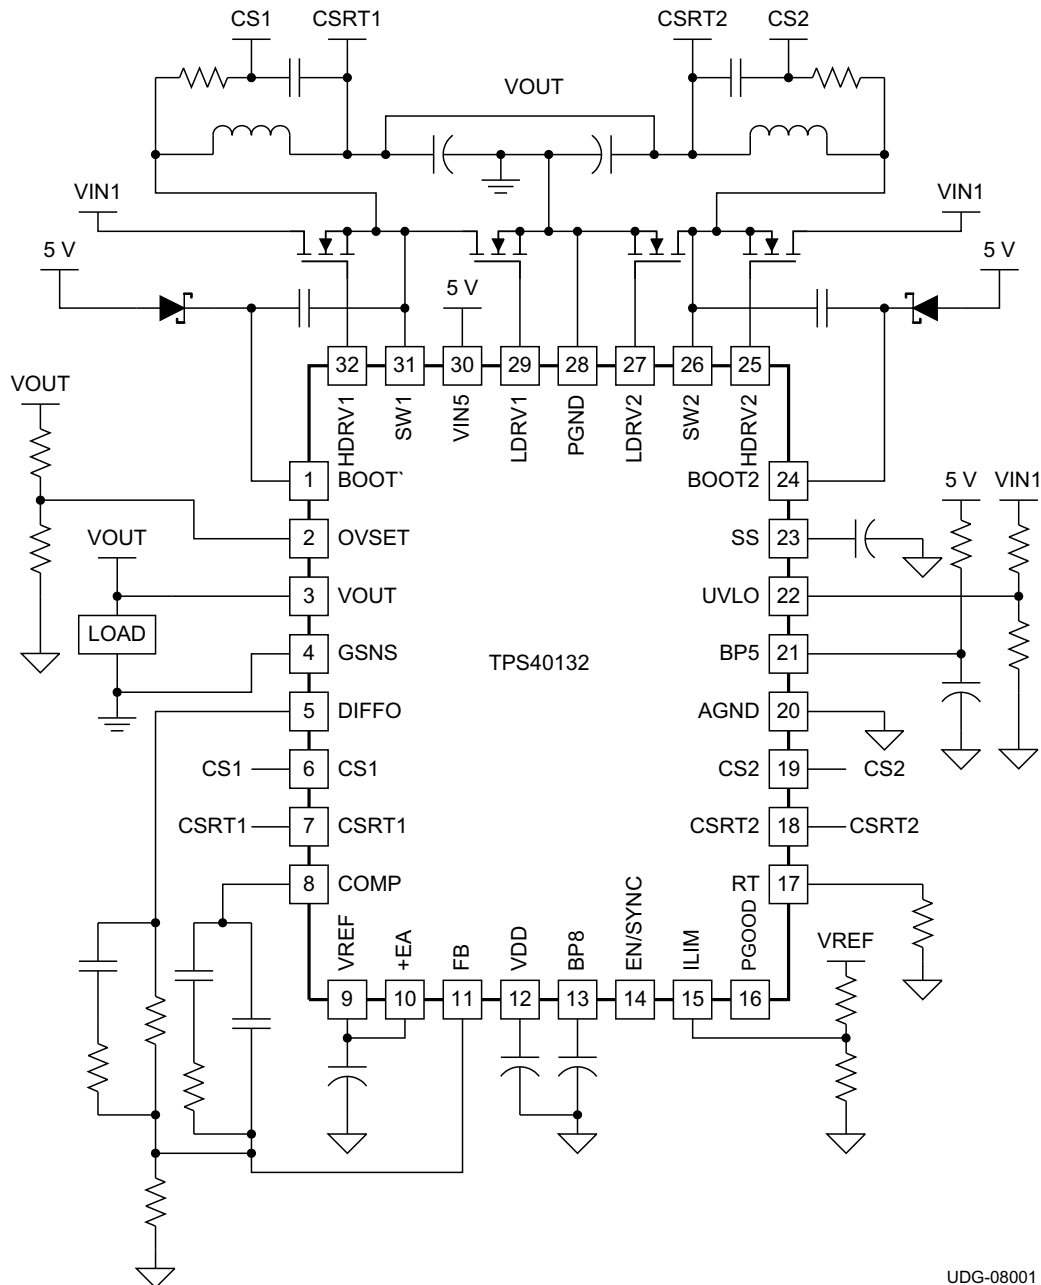 CS1 CSRT1 CSRT2 CS2
VOUT
VIN1 VIN1
5 V 5 V
5 V
VOUT
32 31 30 29 28 27 26 25
HDRV1 SW1 VIN5 LDRV1 PGND LDRV2 SW2 HDRV2
1 BOOT` BOOT2 24
5 V VIN1
2 OVSET SS 23
VOUT
3 VOUT UVLO 22
LOAD
4 GSNS BP5 21
TPS40132
5 DIFFO AGND 20
CS1 6 CS1 CS2 19 CS2
CSRT1 7 CSRT1 CSRT2 18 CSRT2
8 COMP RT 17
VREF +EA FB VDD BP8 EN/SYNC ILIM PGOOD
VREF
9 10 11 12 13 14 15 16
UDG-08001